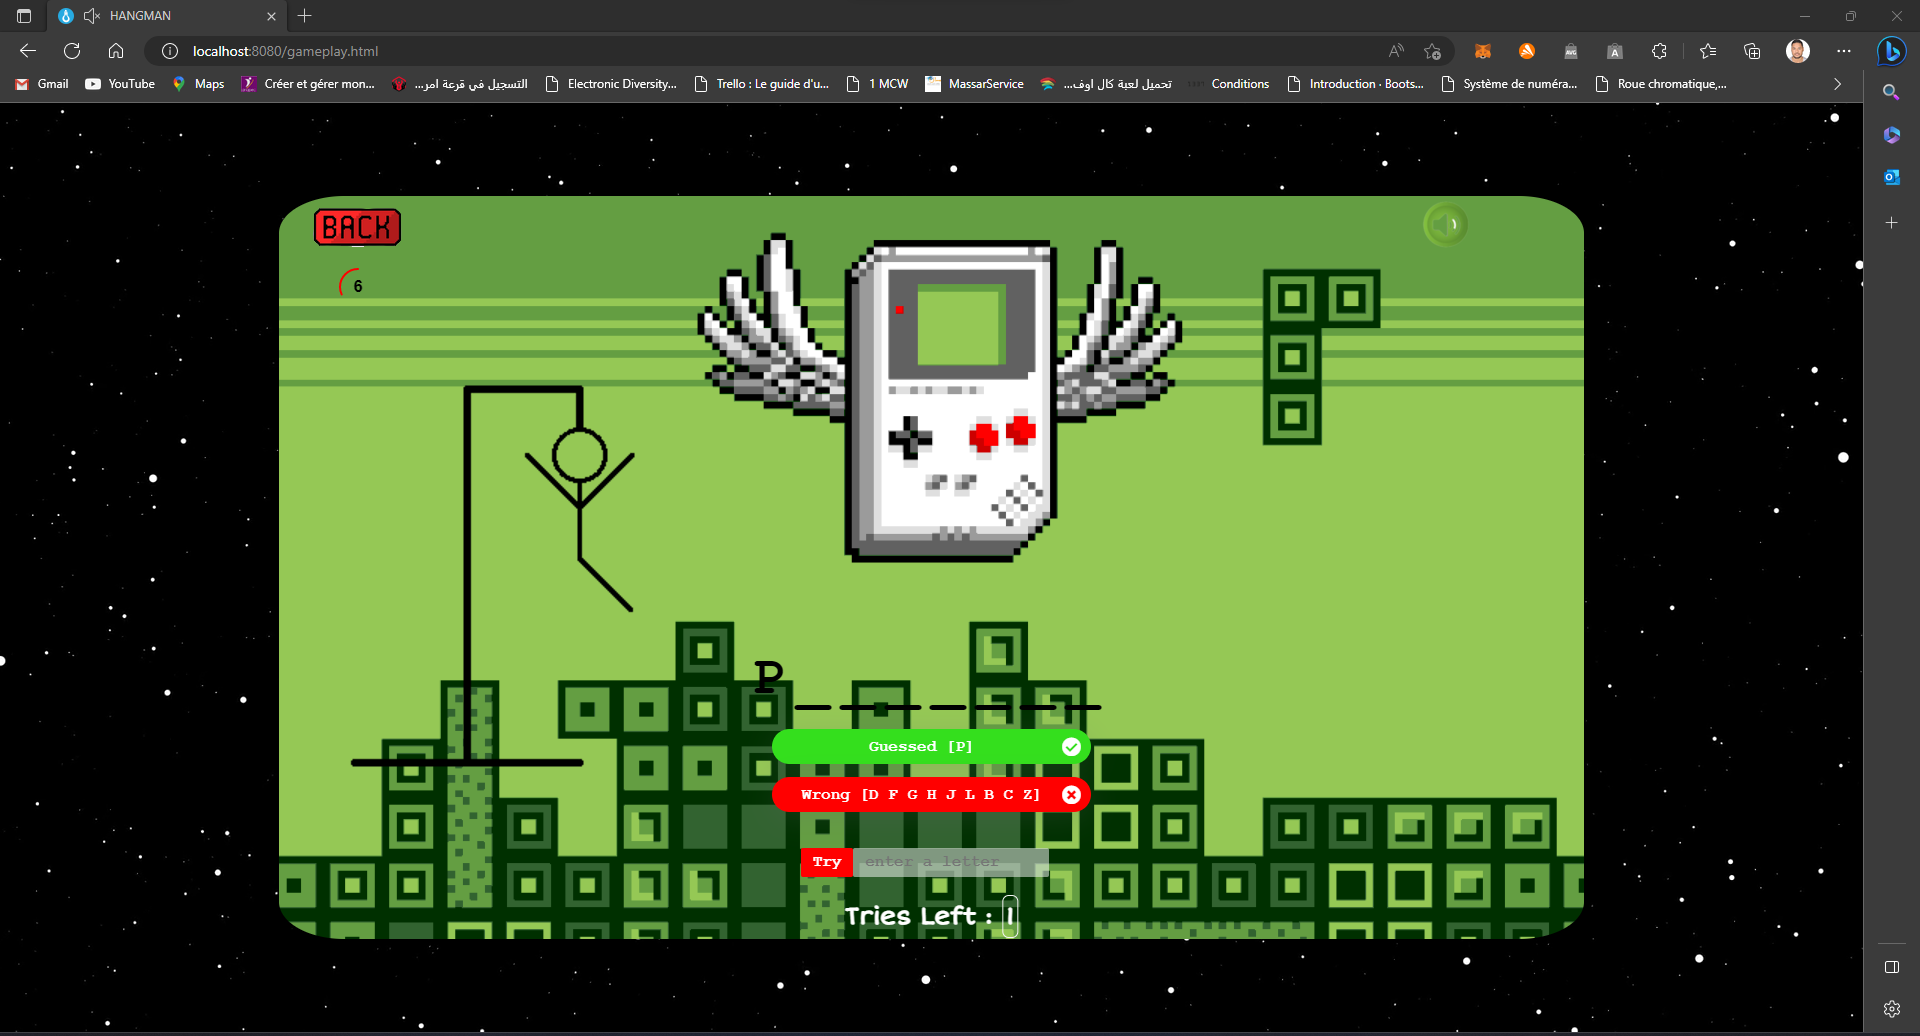 HANGMAN
localhost:8080/gameplay.html
Gmail
YouTube
Maps
Créer et gérer mon...
التسجيل في قرعة امر...
Electronic Diversity...
Trello : Le guide d'u...
1 MCW
MassarService
تحميل لعبة كال اوف...
Conditions
Introduction · Boots...
Système de numéra...
Roue chromatique,...
BACK
6
P _ _ _ _ _ _ _
Guessed [P]
Wrong [D F G H J L B C Z]
Try
enter a letter
Tries Left : 1